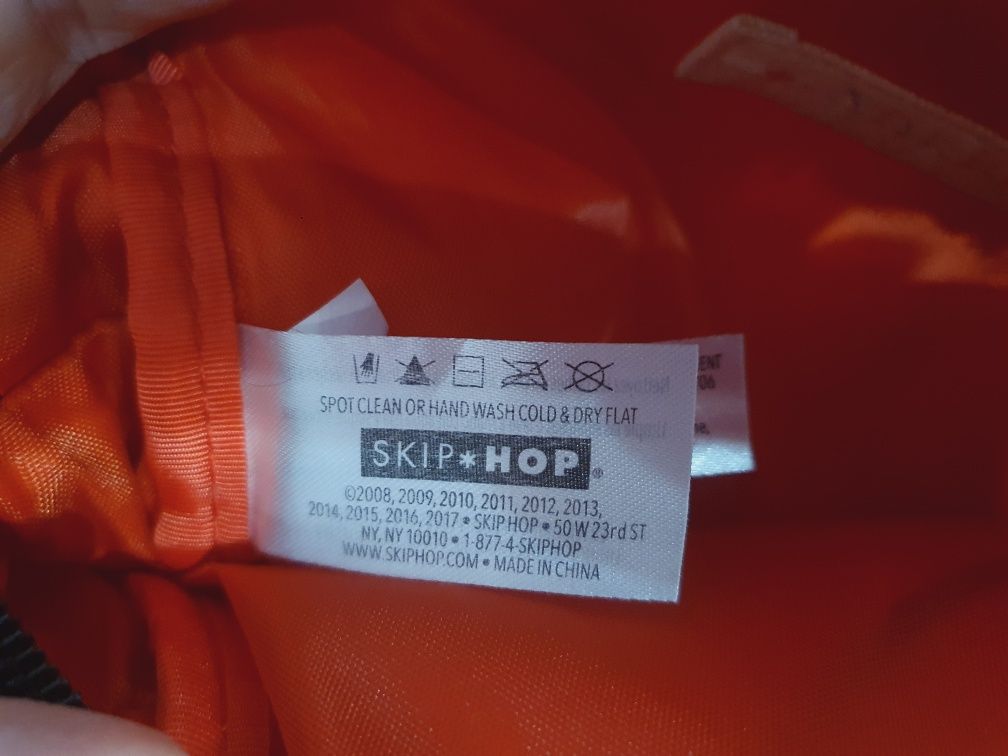 SPOT CLEAN OR HAND WASH COLD & DRY FLAT
SKIP*HOP®
©2008, 2009, 2010, 2011, 2012, 2013,
2014, 2015, 2016, 2017 • SKIP HOP • 50 W 23rd ST
NY, NY 10010 • 1-877-4-SKIPHOP
WWW.SKIPHOP.COM • MADE IN CHINA
ENT
06